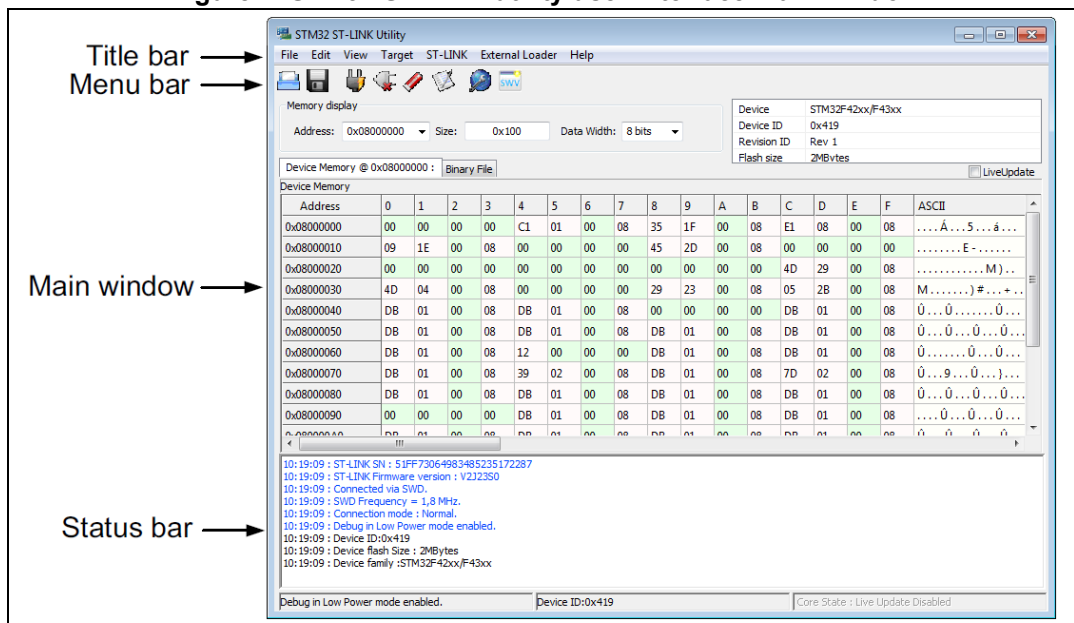 STM32 ST-LINK Utility
File Edit View Target ST-LINK External Loader Help
Title bar
Menu bar
SWV
Memory display
Address: 0x08000000 Size: 0x100 Data Width: 8 bits
Device STM32F42xx/F43xx
Device ID 0x419
Revision ID Rev 1
Flash size 2MBytes
Device Memory @ 0x08000000 : Binary File
LiveUpdate
Device Memory
Address 0 1 2 3 4 5 6 7 8 9 A B C D E F ASCII
0x08000000 00 00 00 00 C1 01 00 08 35 1F 00 08 E1 08 00 08 ....Á...5...á...
0x08000010 09 1E 00 08 00 00 00 00 45 2D 00 08 00 00 00 00 ........E-......
0x08000020 00 00 00 00 00 00 00 00 00 00 00 00 4D 29 00 08 ............M)..
Main window
0x08000030 4D 04 00 08 00 00 00 00 29 23 00 08 05 2B 00 08 M.......)#...+..
0x08000040 DB 01 00 08 DB 01 00 08 00 00 00 00 DB 01 00 08 Û...Û.......Û...
0x08000050 DB 01 00 08 DB 01 00 08 DB 01 00 08 DB 01 00 08 Û...Û...Û...Û...
0x08000060 DB 01 00 08 12 00 00 00 DB 01 00 08 DB 01 00 08 Û.......Û...Û...
0x08000070 DB 01 00 08 39 02 00 08 DB 01 00 08 7D 02 00 08 Û...9...Û...}...
0x08000080 DB 01 00 08 DB 01 00 08 DB 01 00 08 DB 01 00 08 Û...Û...Û...Û...
0x08000090 00 00 00 00 DB 01 00 08 DB 01 00 08 DB 01 00 08 ....Û...Û...Û...
10:19:09 : ST-LINK SN : 51FF73064983485235172287
10:19:09 : ST-LINK Firmware version : V2J23S0
10:19:09 : Connected via SWD.
10:19:09 : SWD Frequency = 1,8 MHz.
10:19:09 : Connection mode : Normal.
10:19:09 : Debug in Low Power mode enabled.
Status bar
10:19:09 : Device ID:0x419
10:19:09 : Device flash Size : 2MBytes
10:19:09 : Device family :STM32F42xx/F43xx
Debug in Low Power mode enabled. Device ID:0x419 Core State : Live Update Disabled